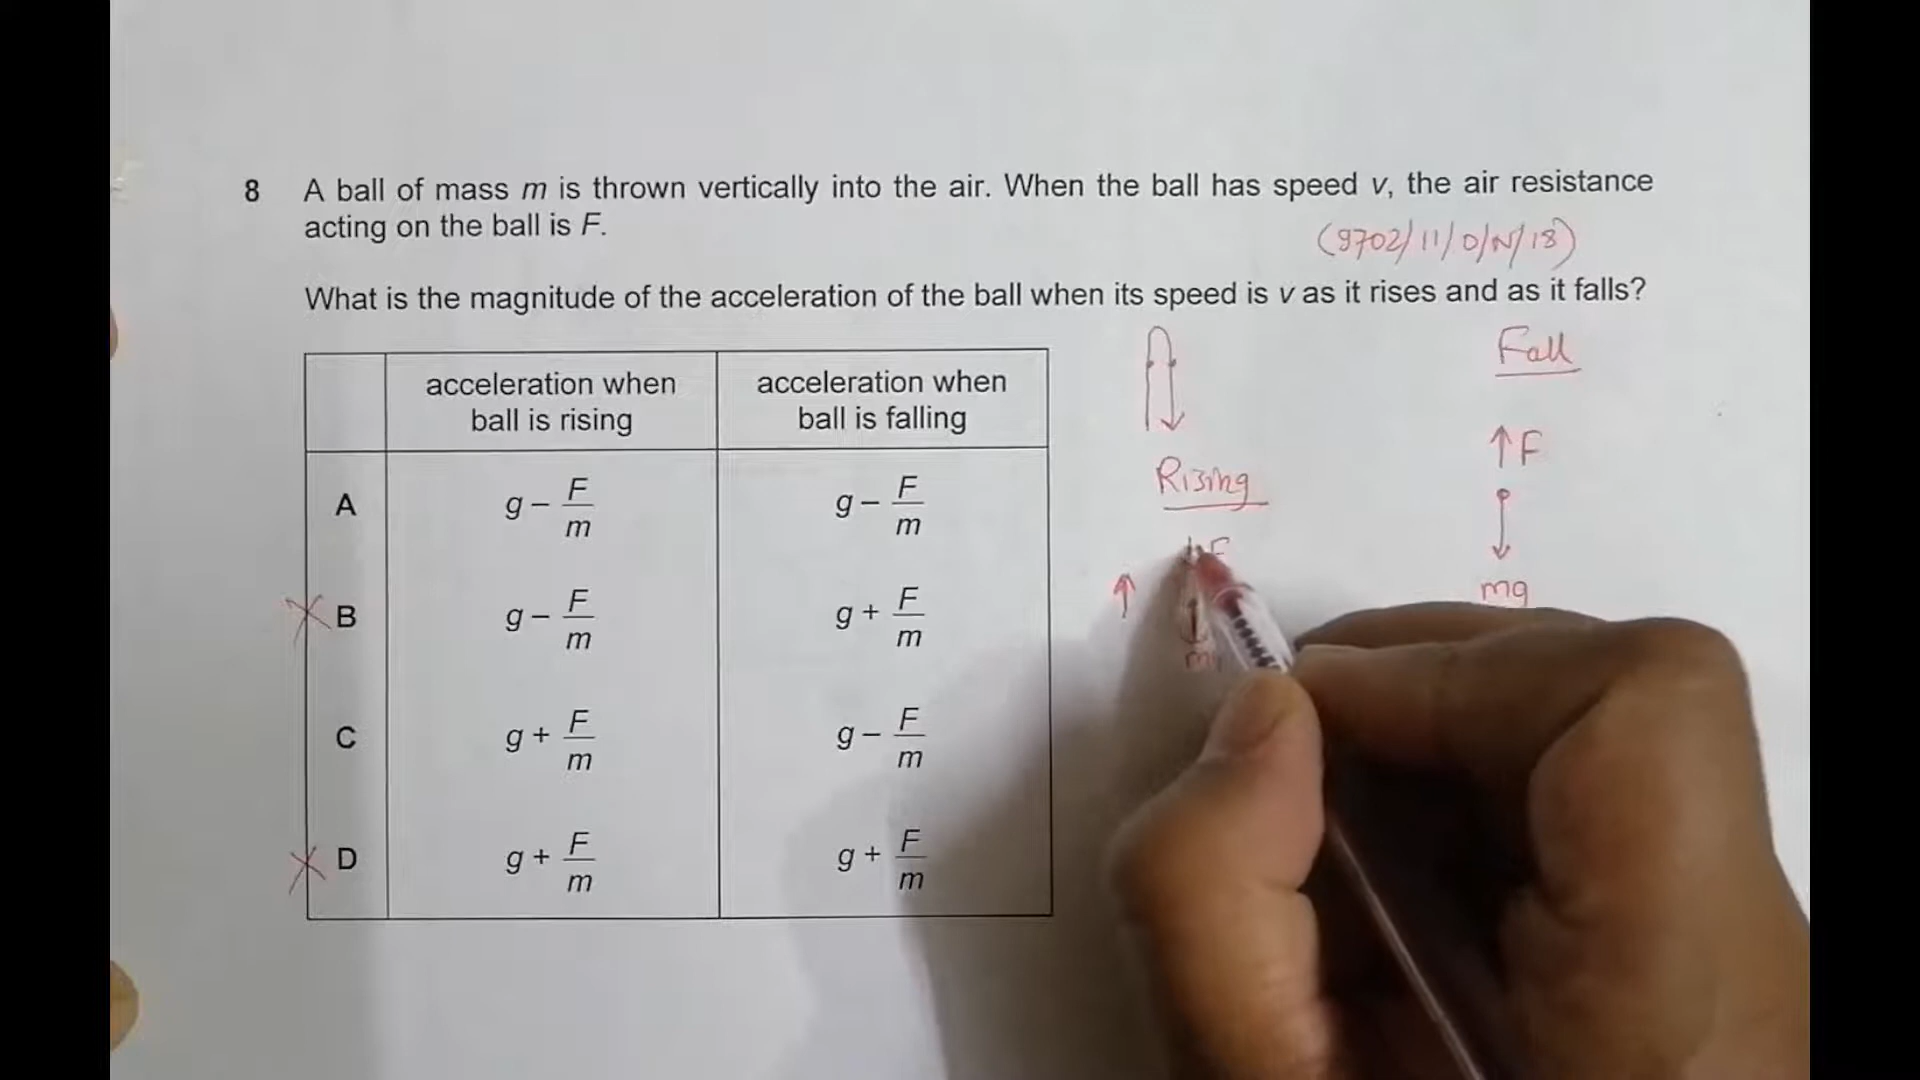 8 A ball of mass m is thrown vertically into the air. When the ball has speed v, the air resistance
acting on the ball is F.
(9702/11/O/N/18)
What is the magnitude of the acceleration of the ball when its speed is v as it rises and as it falls?
acceleration when ball is rising
acceleration when ball is falling
A g – F/m g – F/m
B g – F/m g + F/m
C g + F/m g – F/m
D g + F/m g + F/m
Rising
F
Fall
F
mg